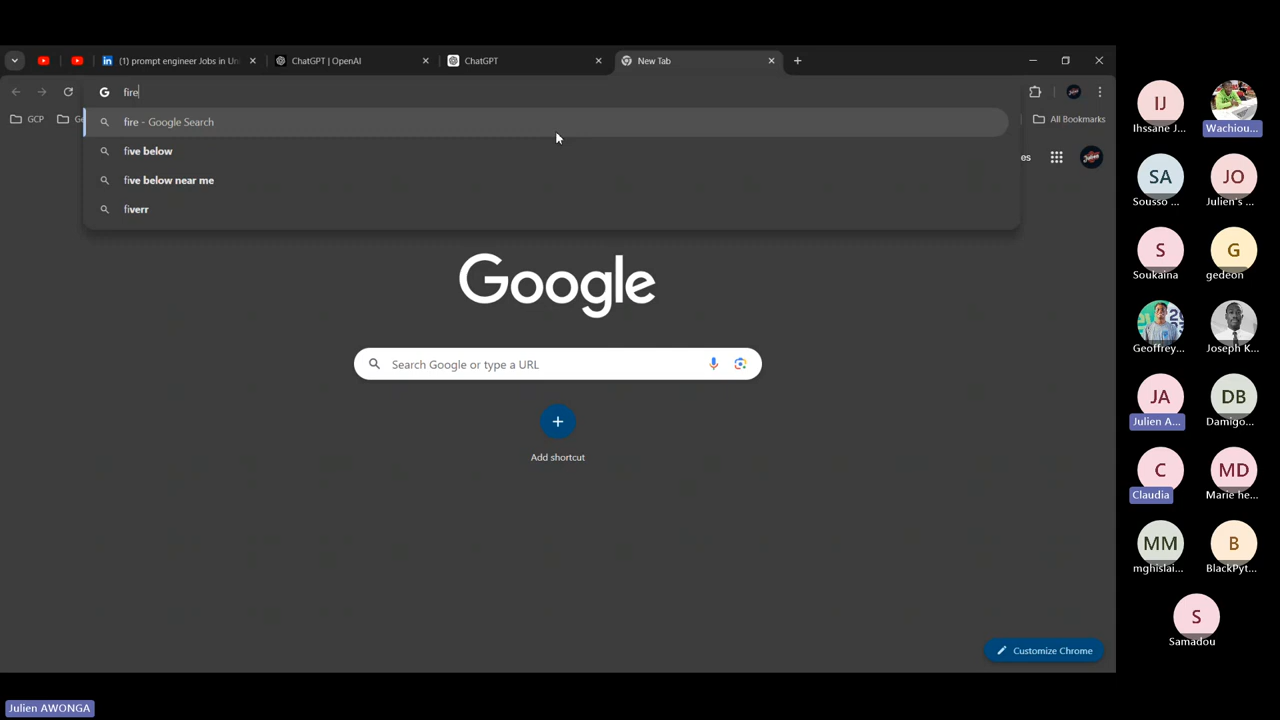 (1) prompt engineer Jobs in Un
ChatGPT | OpenAI
ChatGPT
New Tab
fire
GCP
All Bookmarks
fire - Google Search
five below
five below near me
fiverr
es
Google
Search Google or type a URL
Add shortcut
Customize Chrome
IJ
Ihssane J...
Wachiou...
SA
Sousso ...
JO
Julien's ...
S
Soukaina
G
gedeon
Geoffrey...
Joseph K...
JA
Julien A...
DB
Damigo...
C
Claudia
MD
Marie he...
MM
mghislai...
B
BlackPyt...
S
Samadou
Julien AWONGA